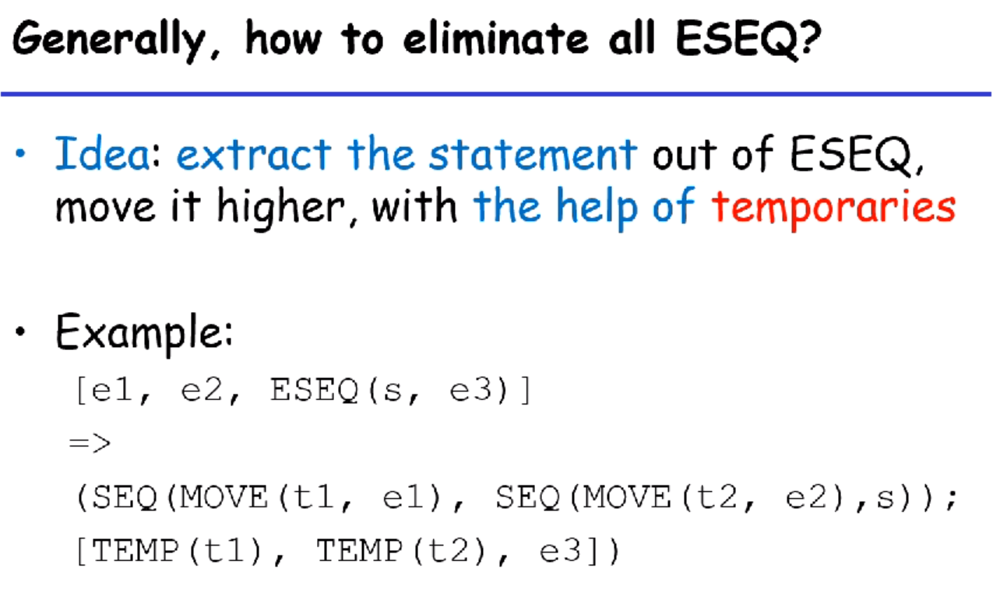 Generally, how to eliminate all ESEQ?
• Idea: extract the statement out of ESEQ,
move it higher, with the help of temporaries
• Example:
[e1, e2, ESEQ(s, e3)]
=>
(SEQ(MOVE(t1, e1), SEQ(MOVE(t2, e2),s));
[TEMP(t1), TEMP(t2), e3])